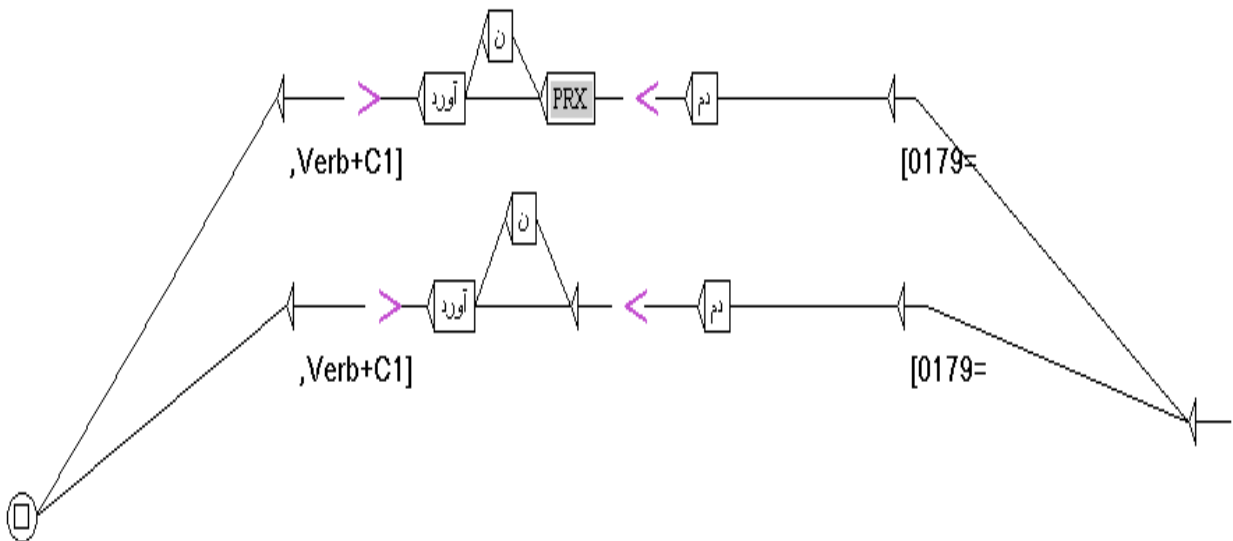 ن
دم PRX آورد
[0179= ,Verb+C1]
ن
دم آورد
[0179= ,Verb+C1]